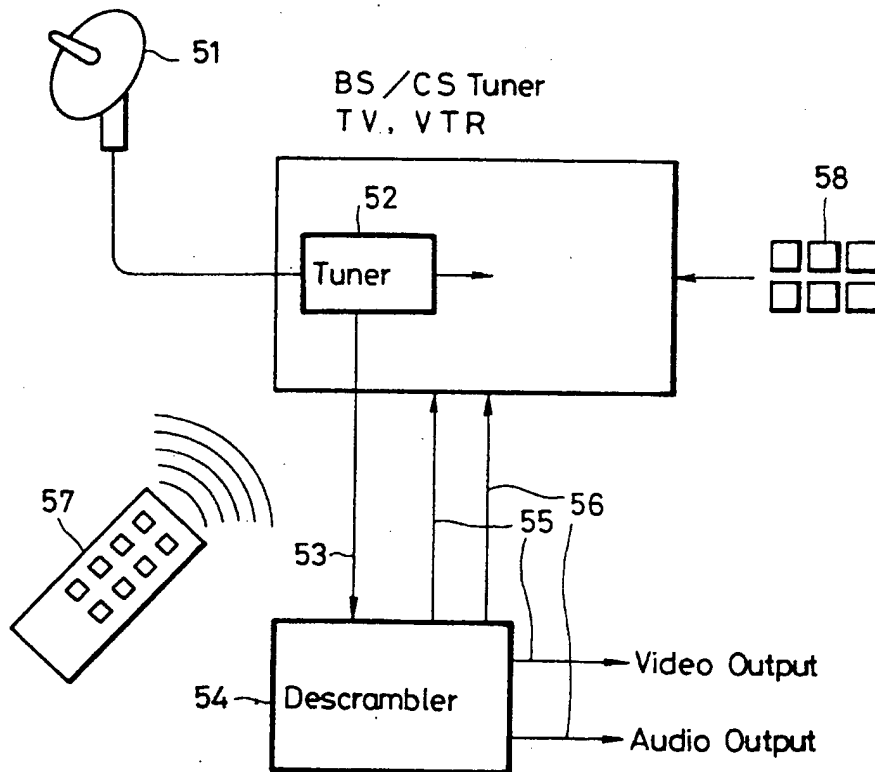 51
BS/CS Tuner
TV, VTR
52
58
Tuner
57
53
55
56
54
Descrambler
Video Output
Audio Output